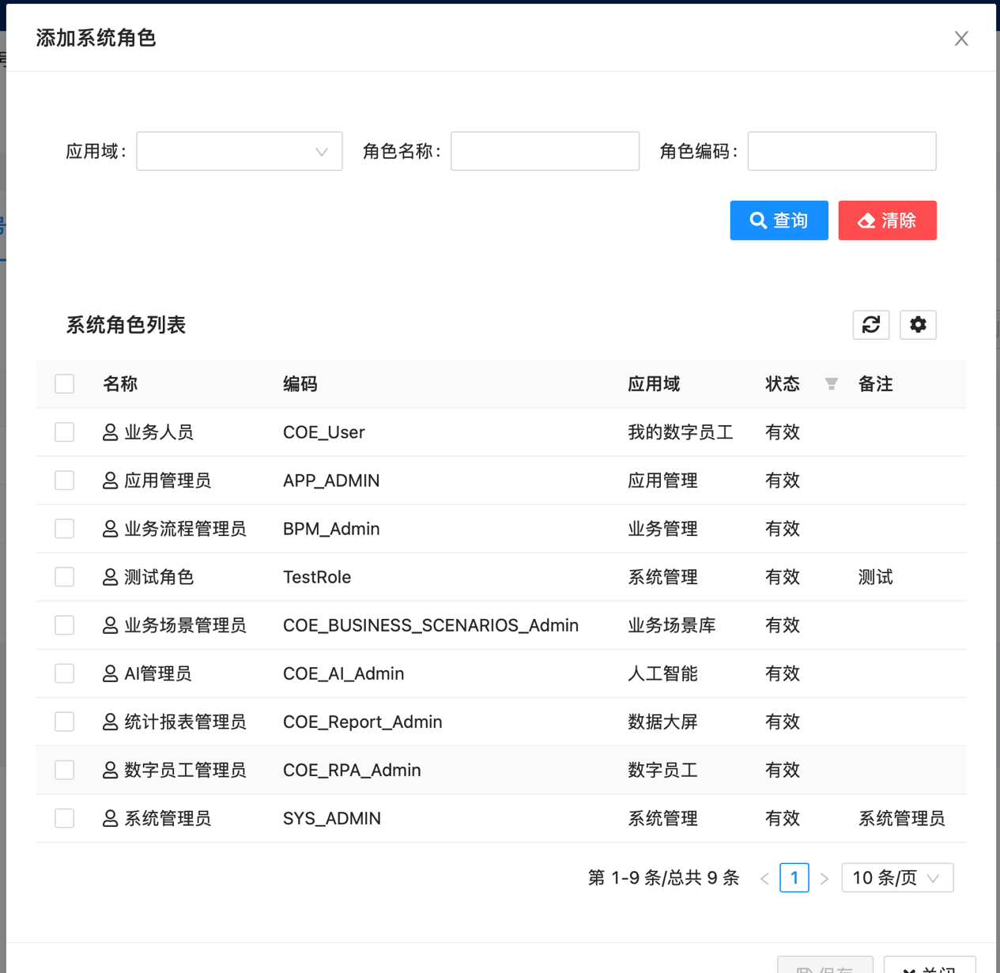 添加系统角色
应用域:
角色名称:
角色编码:
查询
清除
系统角色列表
名称 编码 应用域 状态 备注
业务人员 COE_User 我的数字员工 有效
应用管理员 APP_ADMIN 应用管理 有效
业务流程管理员 BPM_Admin 业务管理 有效
测试角色 TestRole 系统管理 有效 测试
业务场景管理员 COE_BUSINESS_SCENARIOS_Admin 业务场景库 有效
AI管理员 COE_AI_Admin 人工智能 有效
统计报表管理员 COE_Report_Admin 数据大屏 有效
数字员工管理员 COE_RPA_Admin 数字员工 有效
系统管理员 SYS_ADMIN 系统管理 有效 系统管理员
第 1-9 条/总共 9 条 < 1 > 10 条/页
保存
关闭